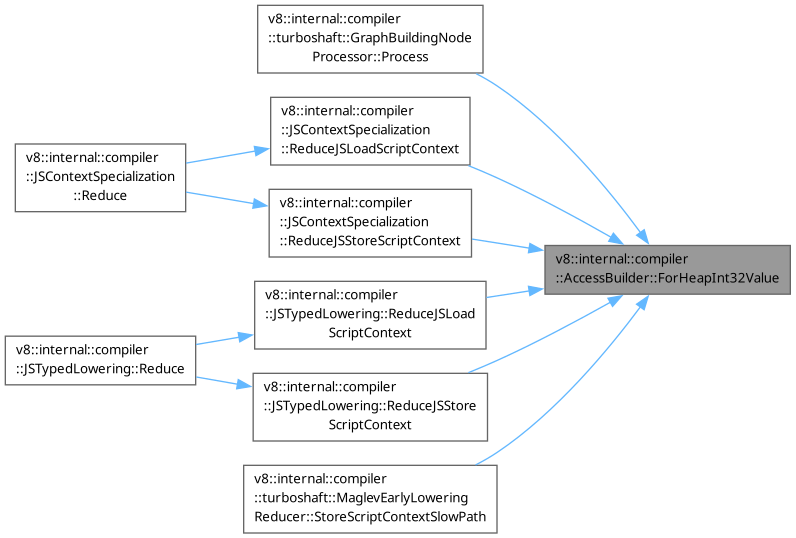 v8::internal::compiler
::turboshaft::GraphBuildingNode
Processor::Process
v8::internal::compiler
::JSContextSpecialization
::ReduceJSLoadScriptContext
v8::internal::compiler
::JSContextSpecialization
::Reduce
v8::internal::compiler
::JSContextSpecialization
::ReduceJSStoreScriptContext
v8::internal::compiler
::AccessBuilder::ForHeapInt32Value
v8::internal::compiler
::JSTypedLowering::ReduceJSLoad
ScriptContext
v8::internal::compiler
::JSTypedLowering::Reduce
v8::internal::compiler
::JSTypedLowering::ReduceJSStore
ScriptContext
v8::internal::compiler
::turboshaft::MaglevEarlyLowering
Reducer::StoreScriptContextSlowPath